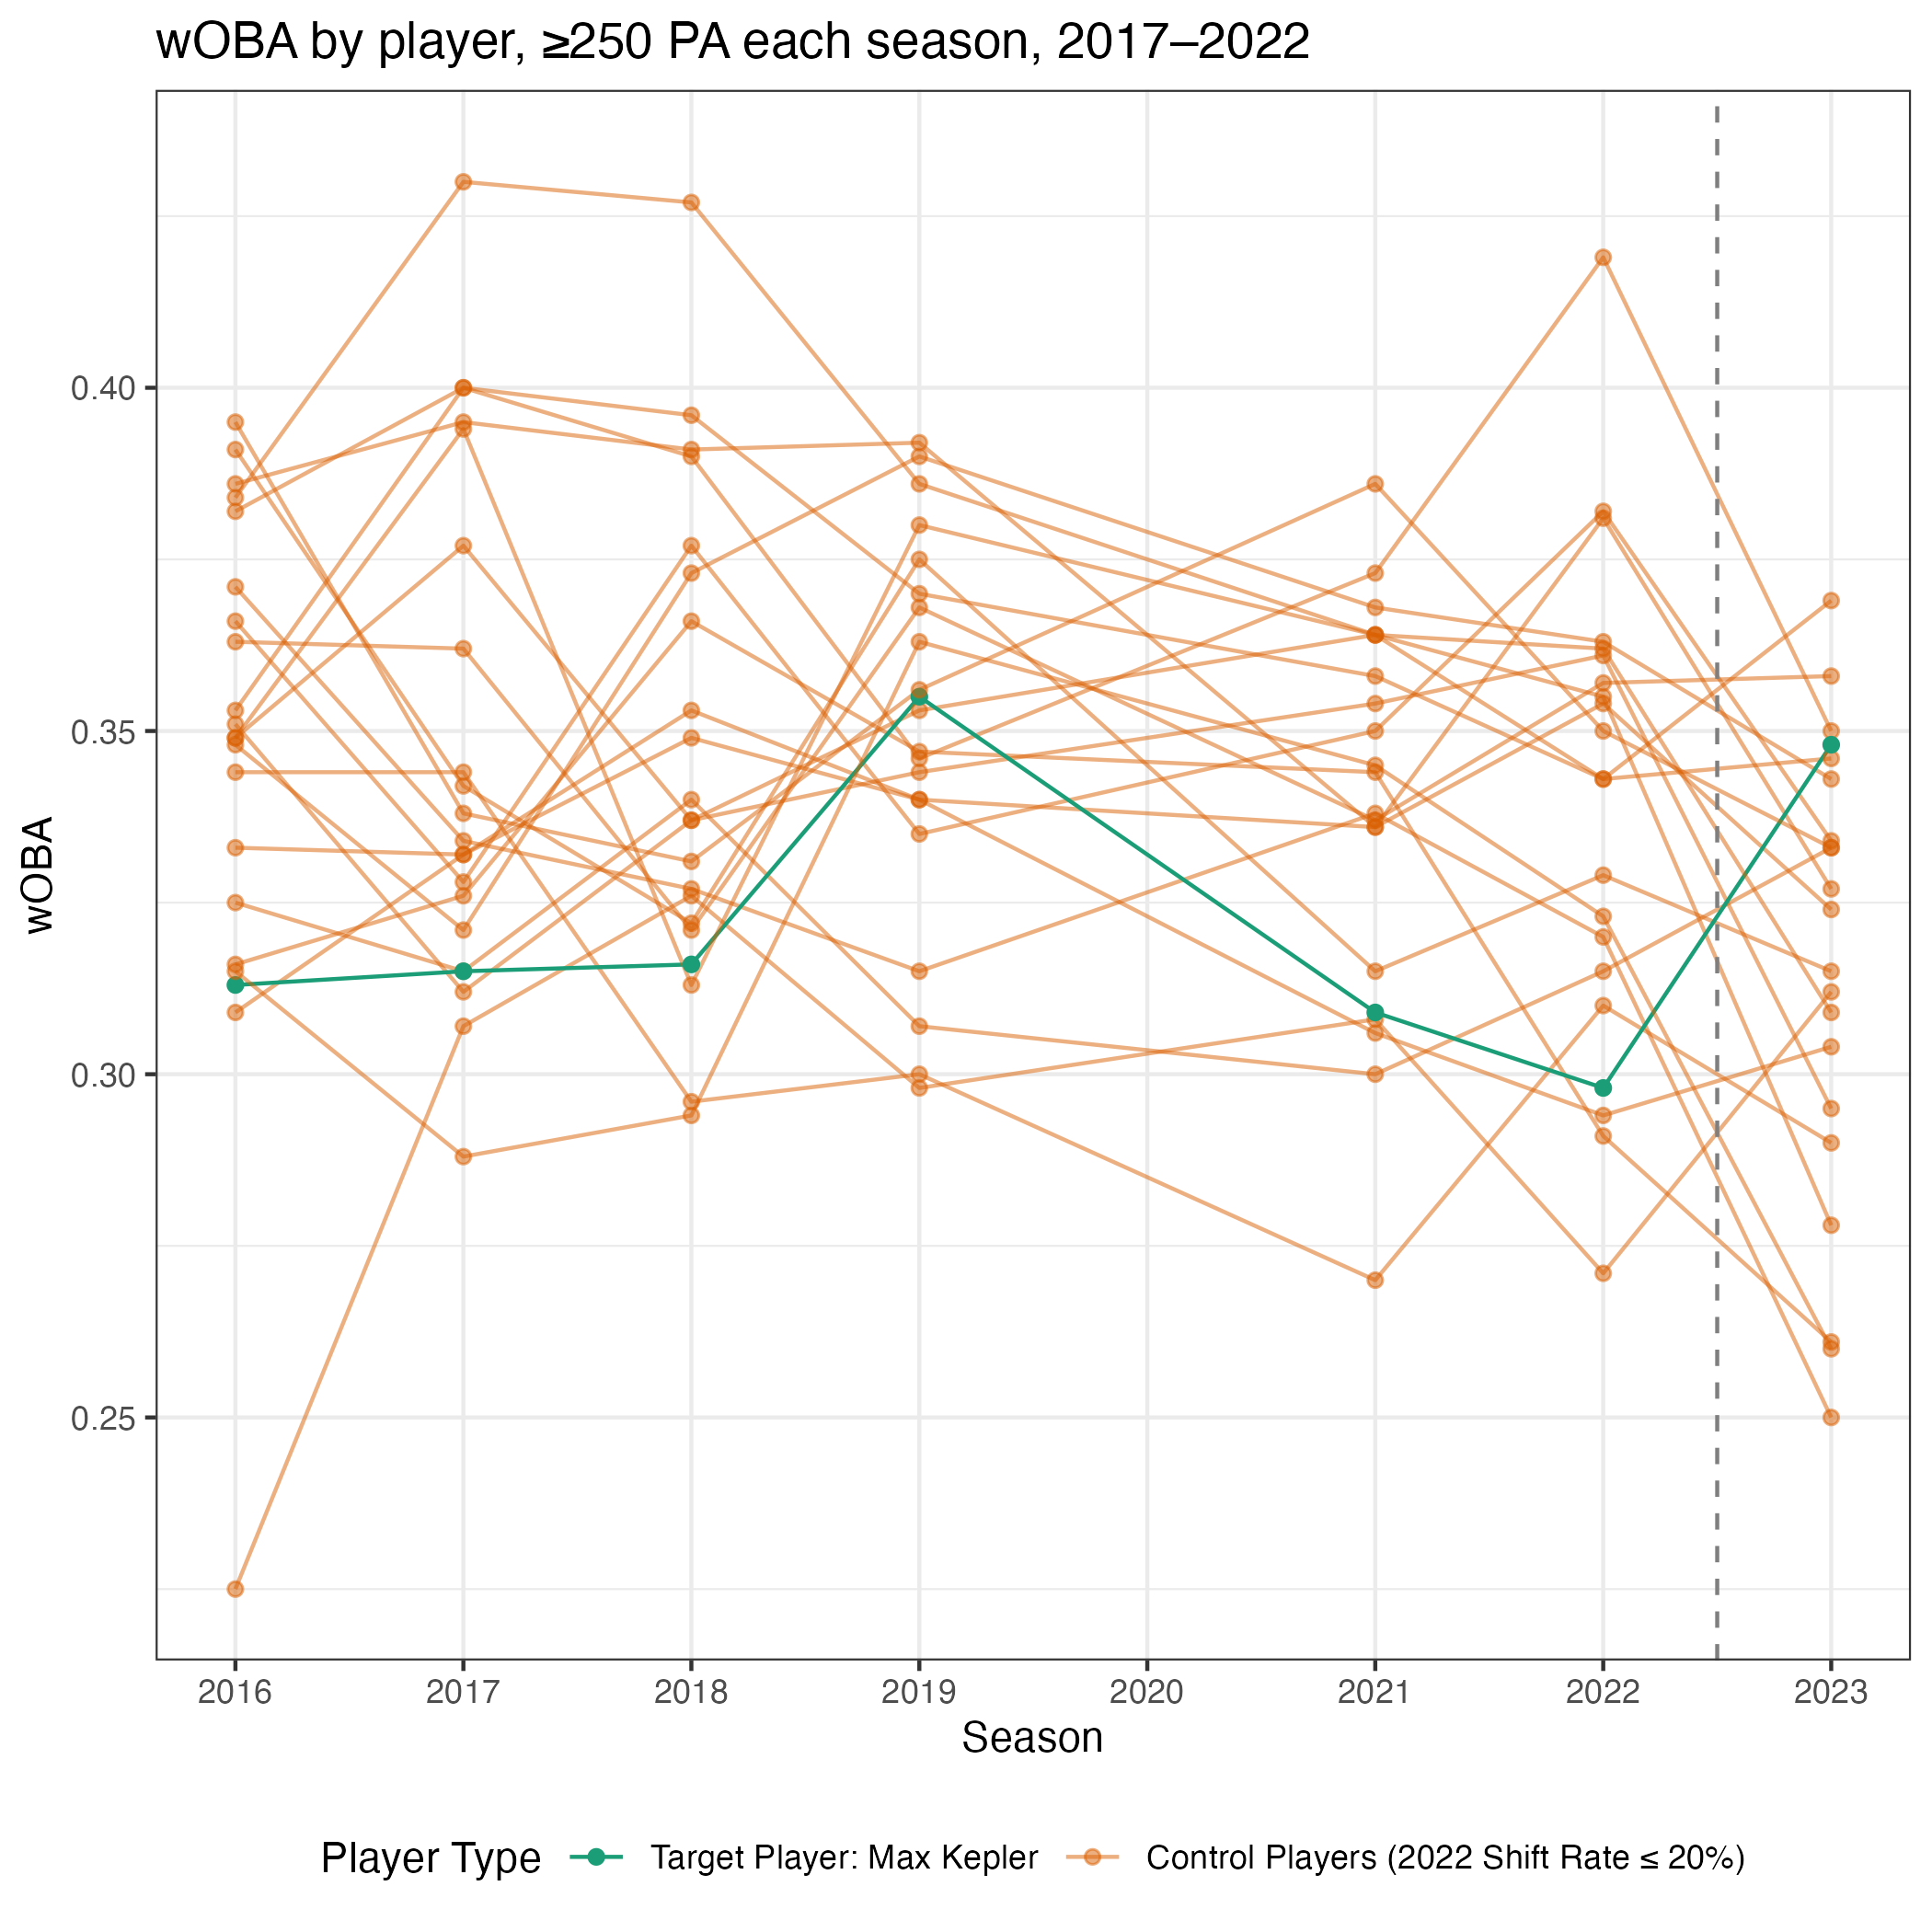 wOBA by player, ≥250 PA each season, 2017–2022
wOBA
0.40
0.35
0.30
0.25
2016 2017 2018 2019 2020 2021 2022 2023
Season
Player Type Target Player: Max Kepler Control Players (2022 Shift Rate ≤ 20%)